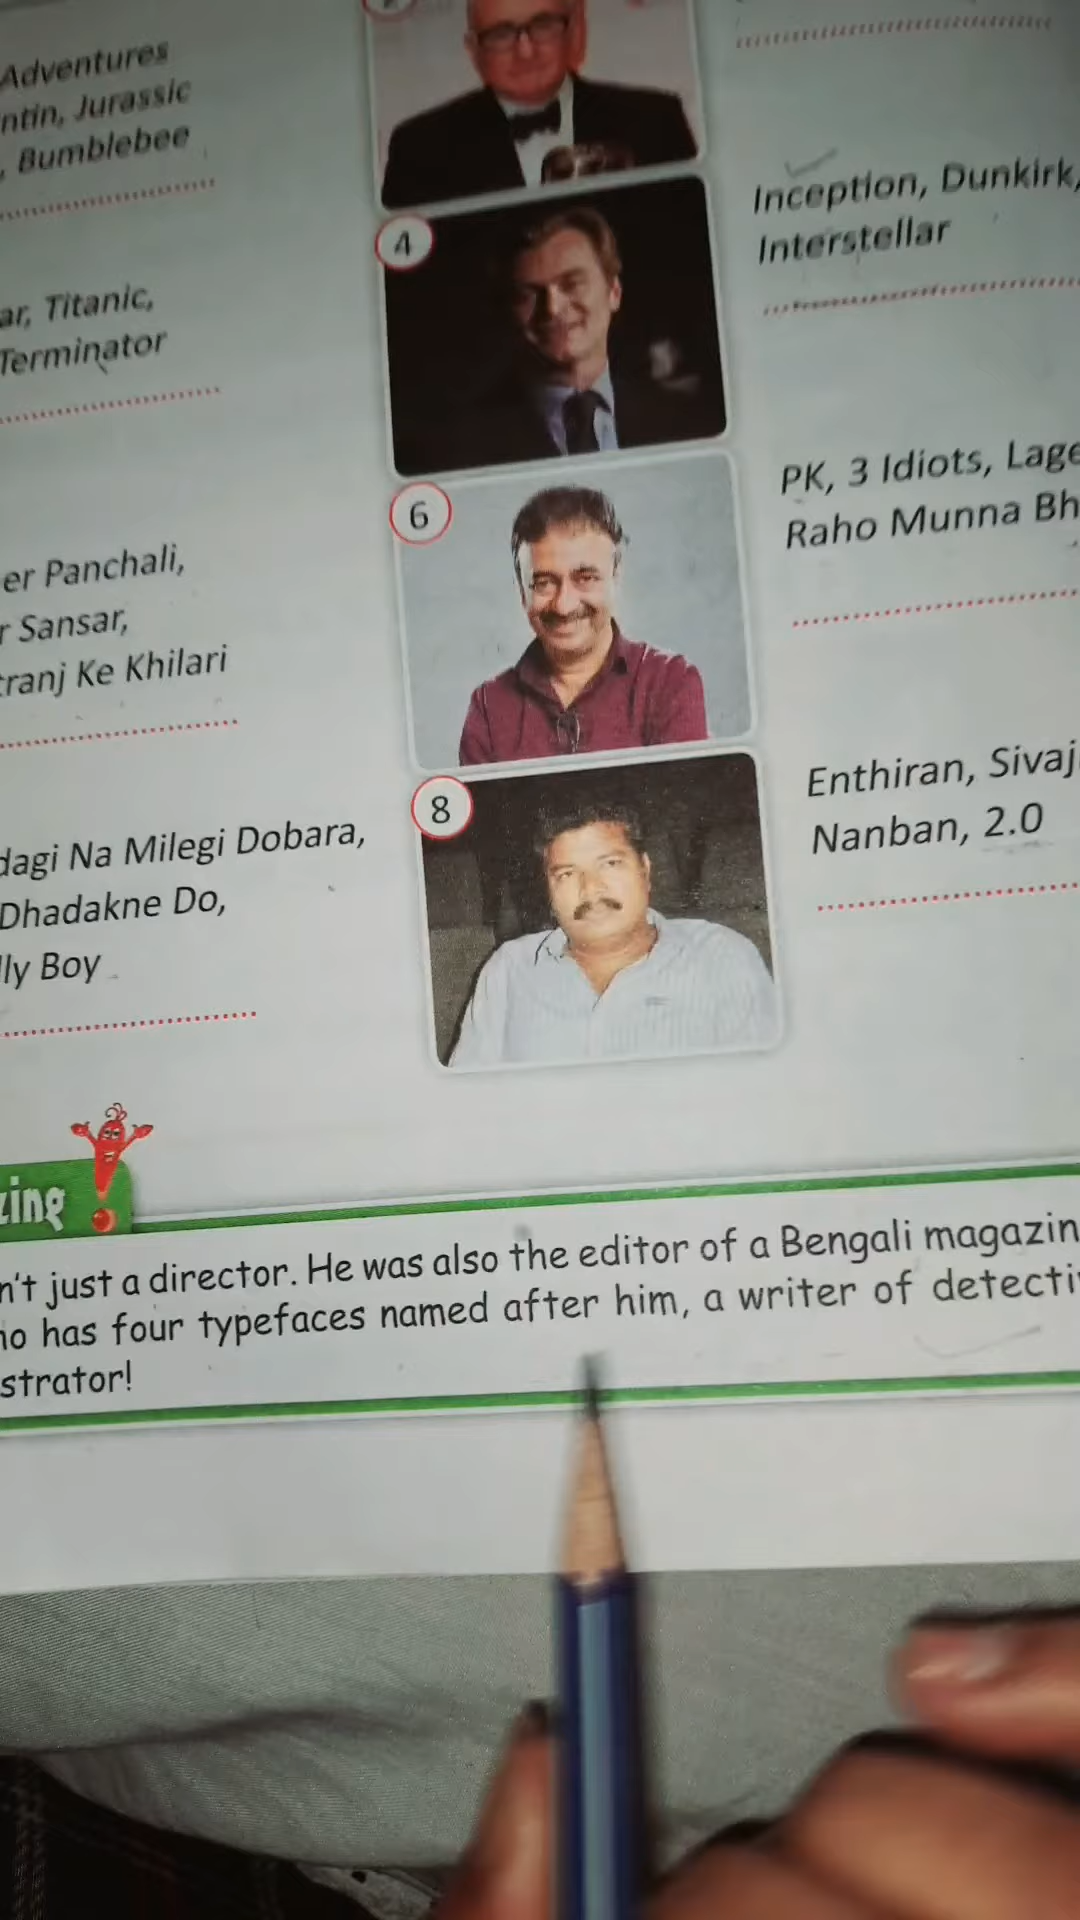 Adventures
ntin, Jurassic
, Bumblebee
Inception, Dunkirk,
Interstellar
4
ar, Titanic,
Terminator
PK, 3 Idiots, Lage
Raho Munna Bh
6
er Panchali,
r Sansar,
tranj Ke Khilari
Enthiran, Sivaj
Nanban, 2.0
8
dagi Na Milegi Dobara,
Dhadakne Do,
lly Boy
zing
n't just a director. He was also the editor of a Bengali magazin
ho has four typefaces named after him, a writer of detecti
strator!